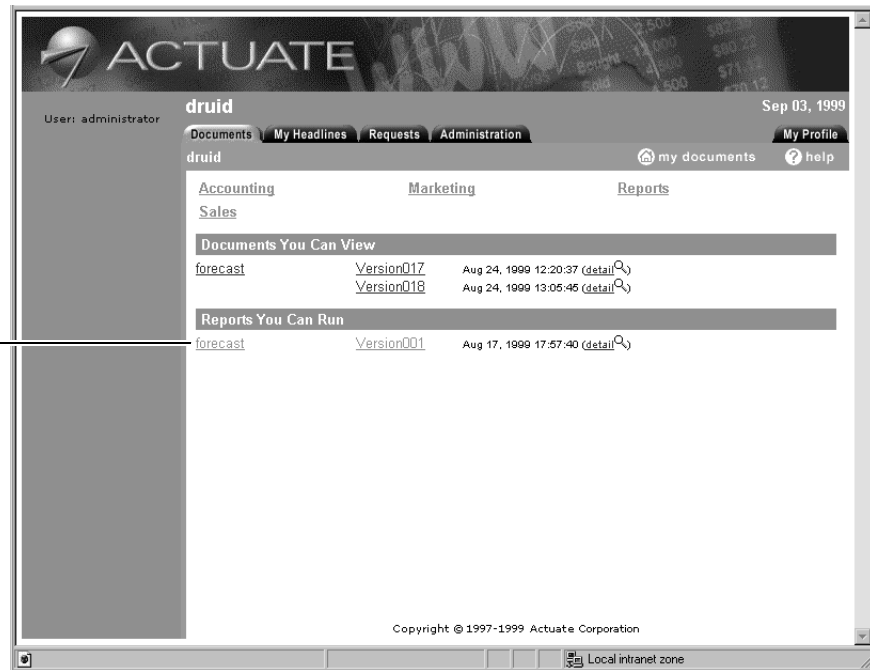 ACTUATE
User: administrator
druid Sep 03, 1999
Documents My Headlines Requests Administration My Profile
druid my documents ? help
Accounting Marketing Reports
Sales
Documents You Can View
forecast Version017 Aug 24, 1999 12:20:37 (detail)
Version018 Aug 24, 1999 13:05:45 (detail)
Reports You Can Run
forecast Version001 Aug 17, 1999 17:57:40 (detail)
Copyright © 1997-1999 Actuate Corporation
Local intranet zone